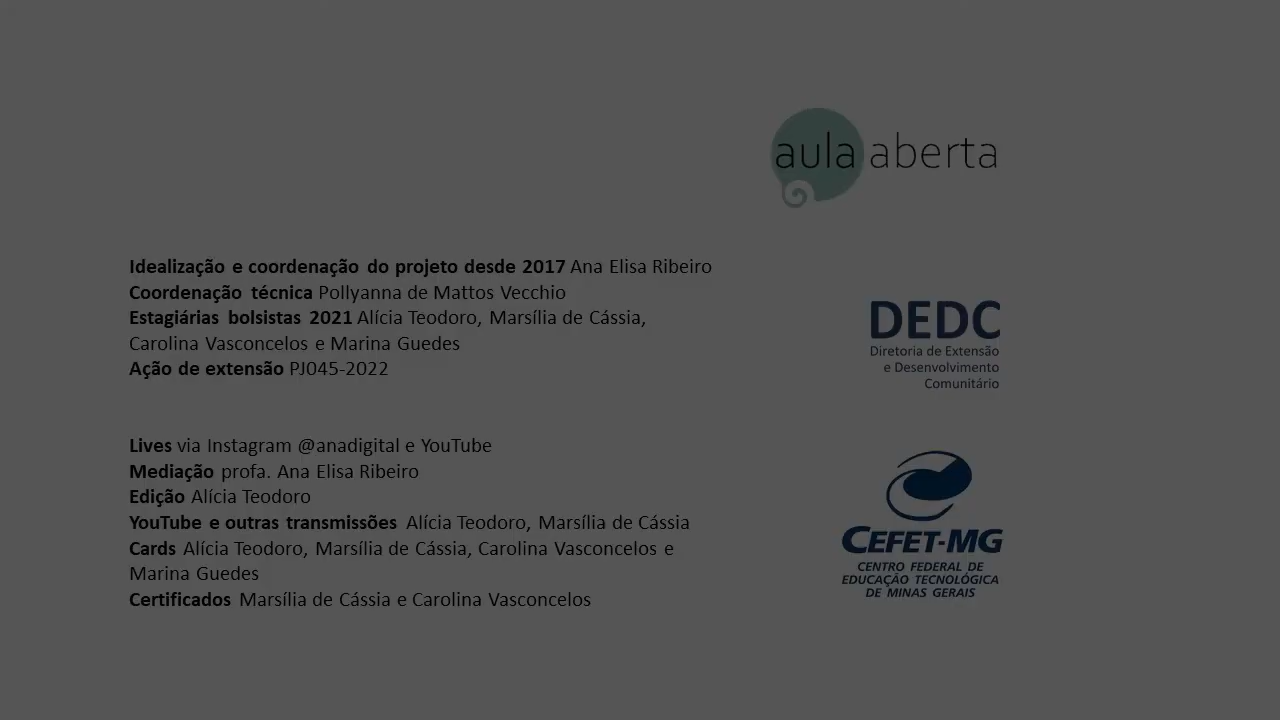 aula aberta
Idealização e coordenação do projeto desde 2017 Ana Elisa Ribeiro
Coordenação técnica Pollyanna de Mattos Vecchio
Estagiárias bolsistas 2021 Alícia Teodoro, Marsília de Cássia,
Carolina Vasconcelos e Marina Guedes
Ação de extensão PJ045-2022
DEDC
Diretoria de Extensão
e Desenvolvimento
Comunitário
Lives via Instagram @anadigital e YouTube
Mediação profa. Ana Elisa Ribeiro
Edição Alícia Teodoro
YouTube e outras transmissões Alícia Teodoro, Marsília de Cássia
Cards Alícia Teodoro, Marsília de Cássia, Carolina Vasconcelos e
Marina Guedes
Certificados Marsília de Cássia e Carolina Vasconcelos
CEFET-MG
CENTRO FEDERAL DE
EDUCAÇÃO TECNOLÓGICA
DE MINAS GERAIS